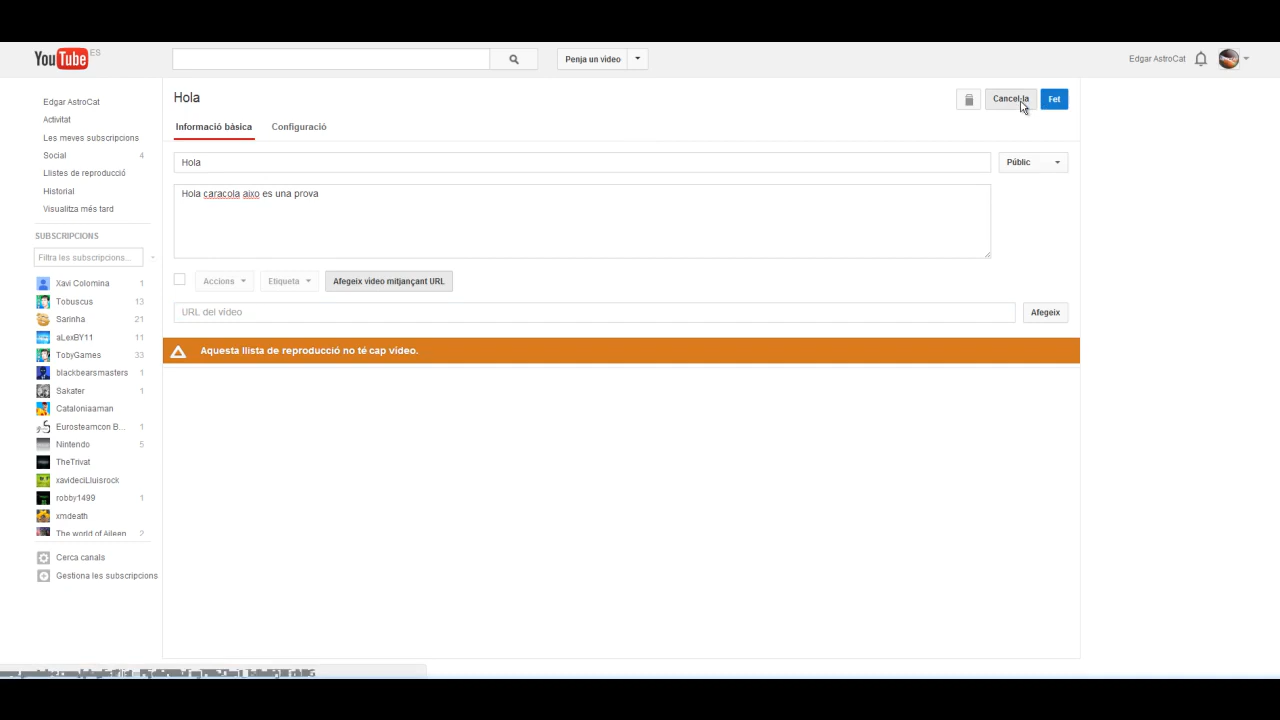 YouTube ES
Penja un vídeo
Edgar AstroCat
Edgar AstroCat
Activitat
Les meves subscripcions
Social 4
Llistes de reproducció
Historial
Visualitza més tard
SUBSCRIPCIONS
Filtra les subscripcions...
Xavi Colomina 1
Tobuscus 13
Sarinha 21
aLexBY11 11
TobyGames 33
blackbearsmasters 1
Sakater 1
Cataloniaaman
Eurosteamcon B... 1
Nintendo 5
TheTrivat
xavideciLluisrock
robby1499 1
xmdeath
The world of Aileen 2
Cerca canals
Gestiona les subscripcions
Hola
Cancel·la
Fet
Informació bàsica
Configuració
Hola
Públic
Hola caracola aixo es una prova
Accions
Etiqueta
Afegeix vídeo mitjançant URL
URL del vídeo
Afegeix
Aquesta llista de reproducció no té cap vídeo.